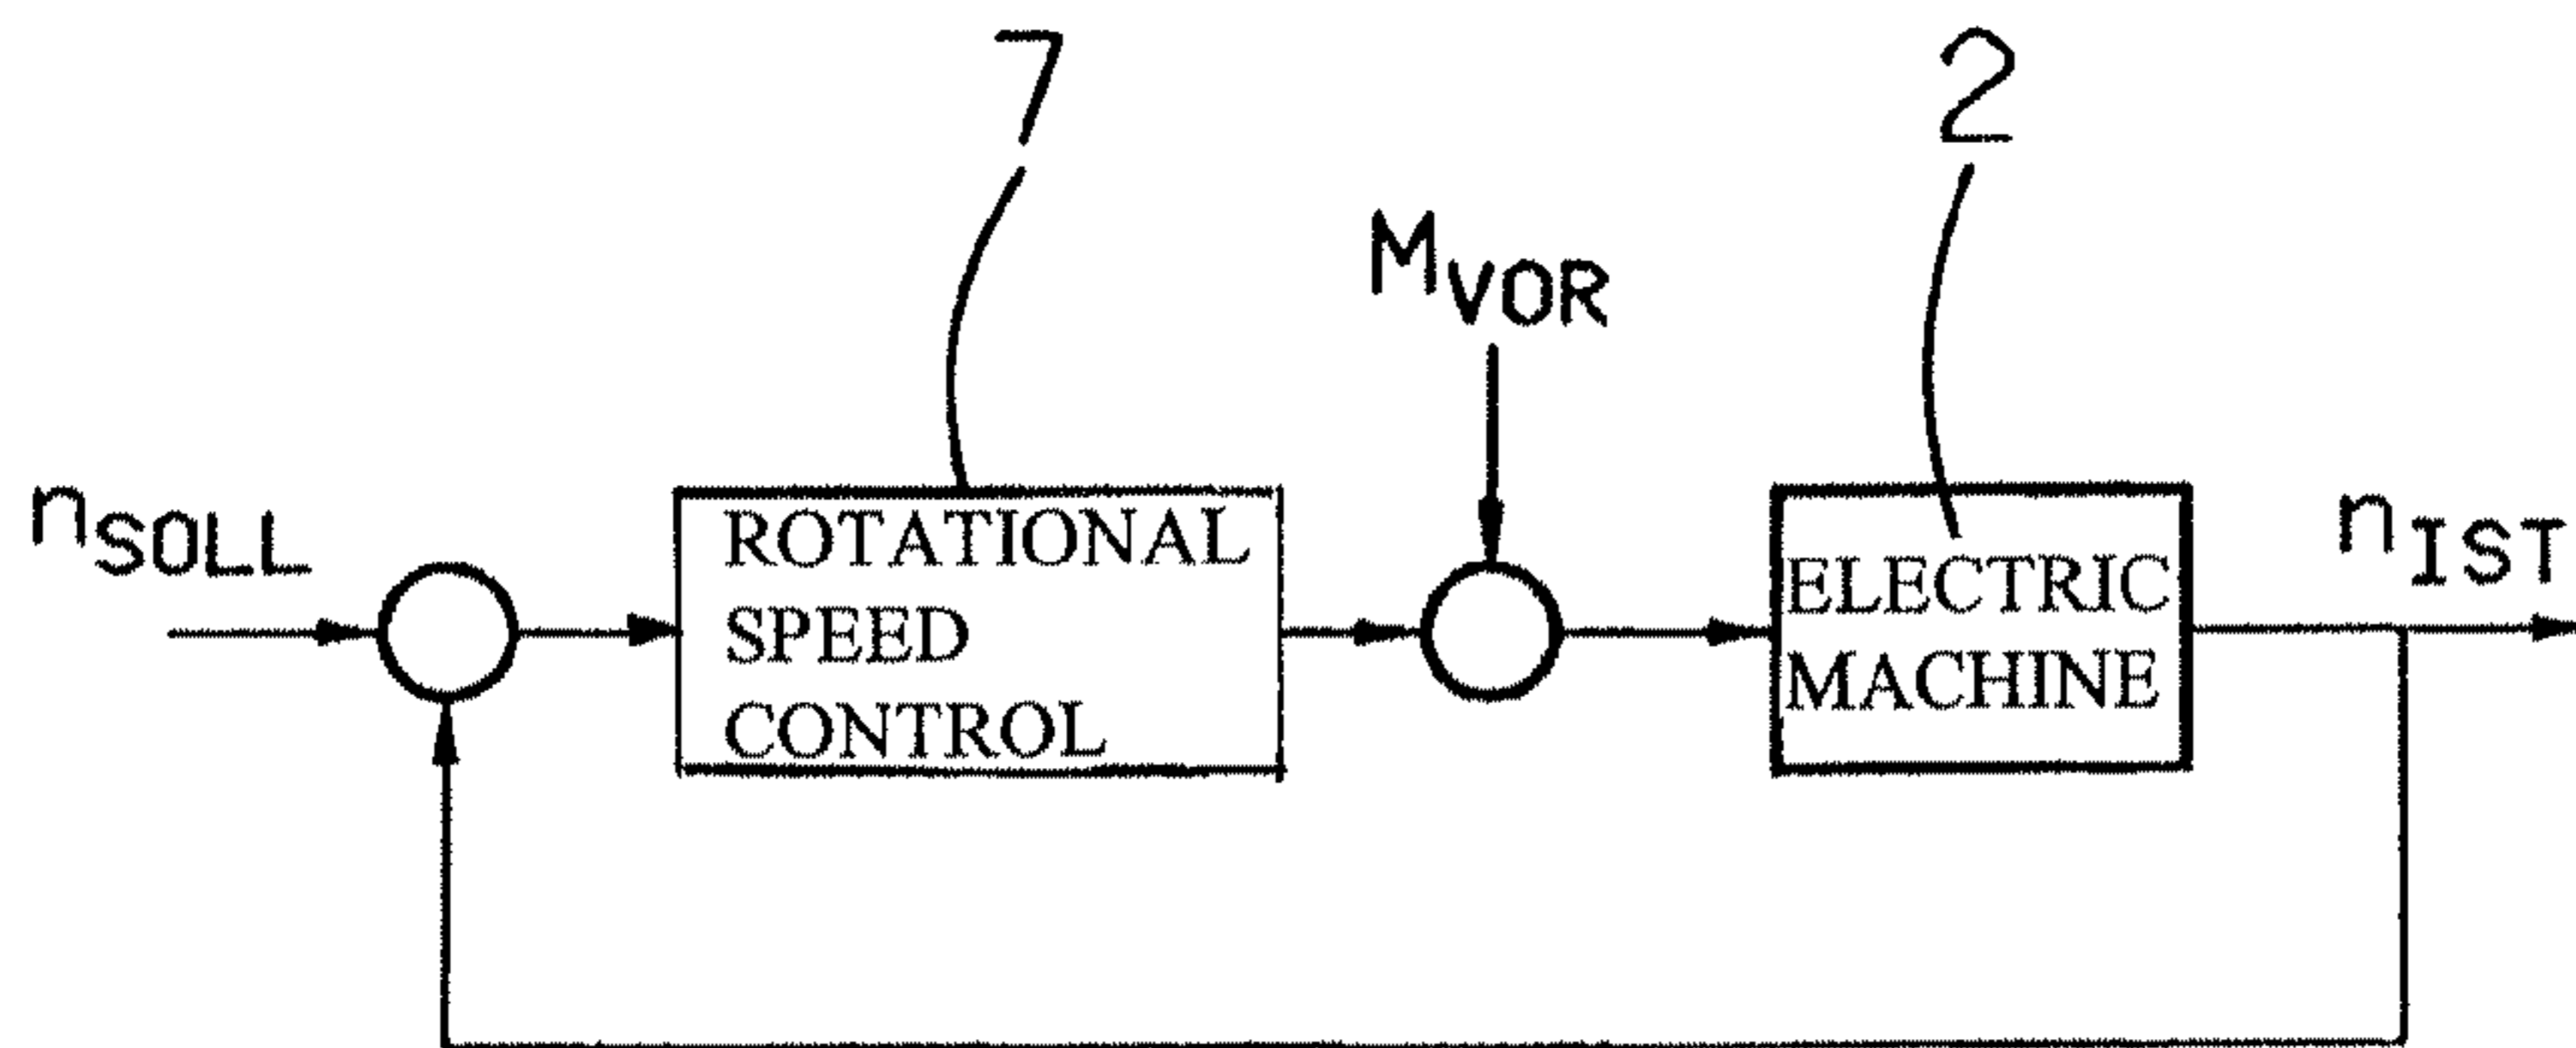 7
2
M_VOR
n_SOLL
ROTATIONAL
SPEED
CONTROL
ELECTRIC
MACHINE
n_IST